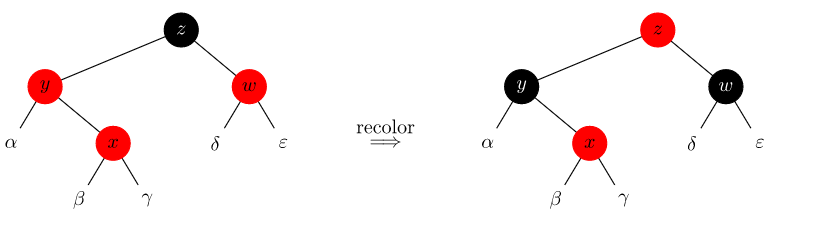 z z
y w y w
recolor
α x δ ε ⟹ α x δ ε
β γ β γ